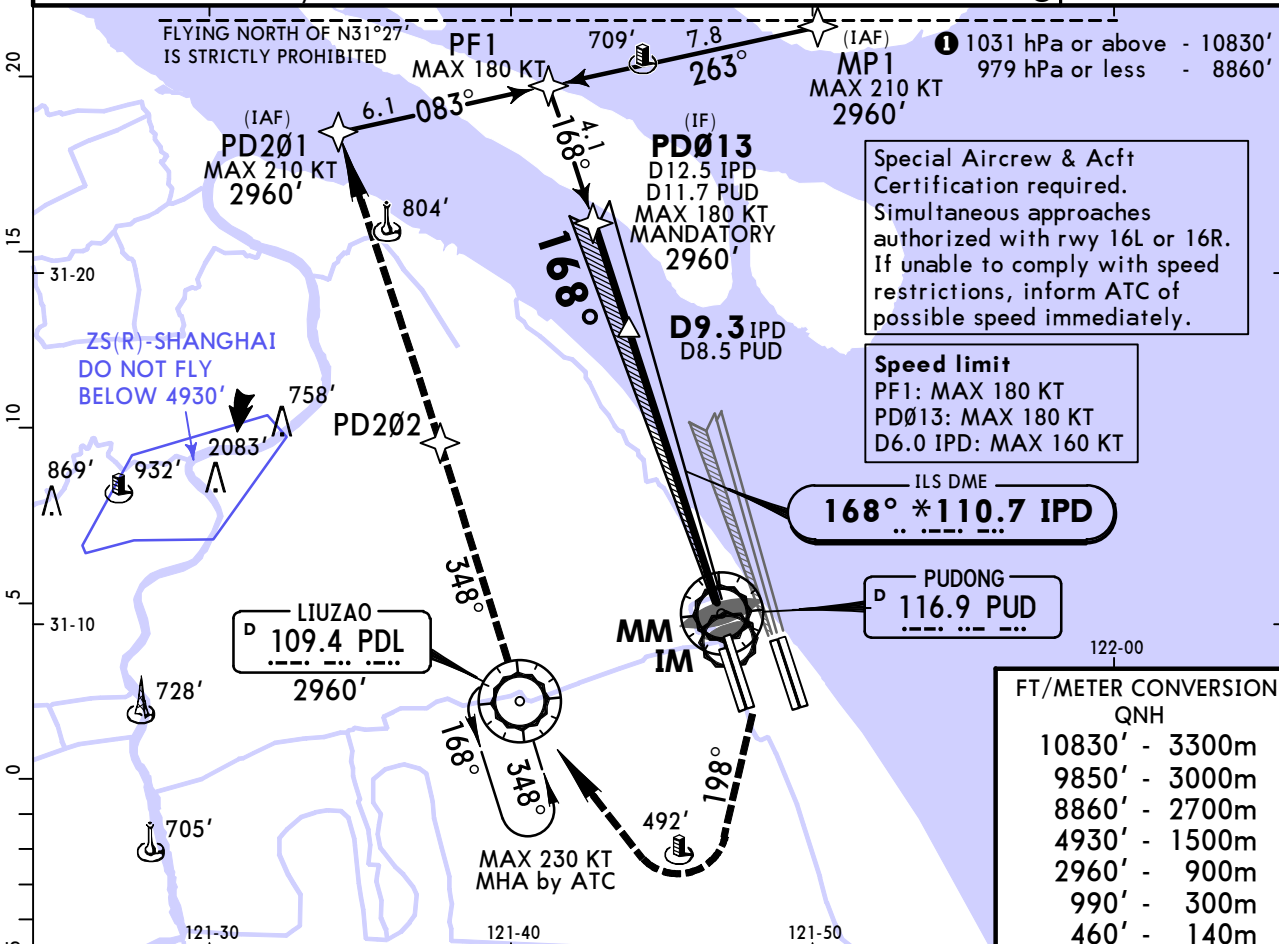 FLYING NORTH OF N31°27'
IS STRICTLY PROHIBITED
PF1
MAX 180 KT
709'
7.8
263°
(IAF)
MP1
MAX 210 KT
2960'
1 1031 hPa or above - 10830'
979 hPa or less - 8860'
20
(IAF)
PD2Ø1
MAX 210 KT
2960'
6.1
083°
4.1
168°
(IF)
PDØ13
D12.5 IPD
D11.7 PUD
MAX 180 KT
MANDATORY
2960'
Special Aircrew & Acft
Certification required.
Simultaneous approaches
authorized with rwy 16L or 16R.
If unable to comply with speed
restrictions, inform ATC of
possible speed immediately.
804'
15
31-20
168°
D9.3 IPD
D8.5 PUD
ZS(R)-SHANGHAI
DO NOT FLY
BELOW 4930'
Speed limit
PF1: MAX 180 KT
PDØ13: MAX 180 KT
D6.0 IPD: MAX 160 KT
10
758'
PD2Ø2
2083'
869'
932'
ILS DME
168° *110.7 IPD
348°
5
31-10
LIUZAO
D 109.4 PDL
2960'
MM
IM
PUDONG
D 116.9 PUD
122-00
728'
168°
348°
198°
0
705'
492'
MAX 230 KT
MHA by ATC
FT/METER CONVERSION
QNH
10830' - 3300m
9850' - 3000m
8860' - 2700m
4930' - 1500m
2960' - 900m
990' - 300m
460' - 140m
121-30
121-40
121-50